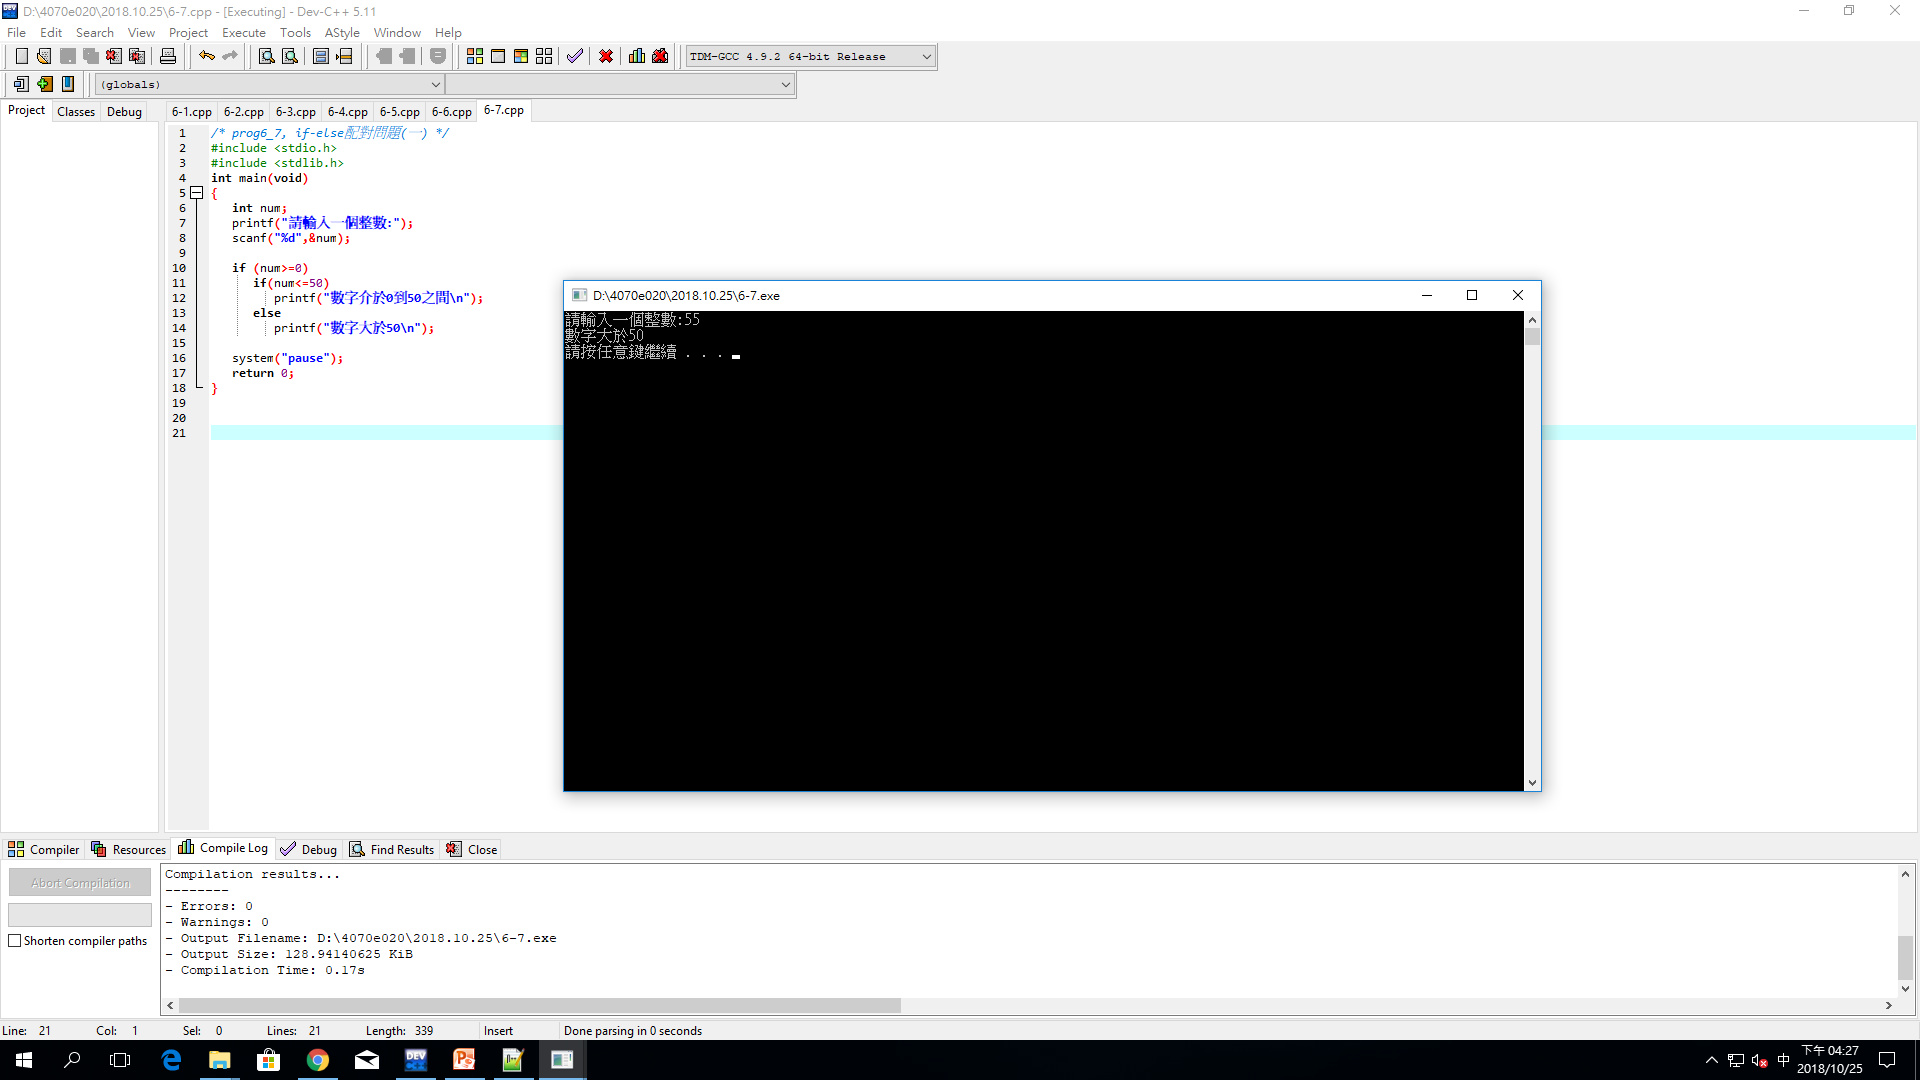 D:\4070e020\2018.10.25\6-7.cpp - [Executing] - Dev-C++ 5.11
File Edit Search View Project Execute Tools AStyle Window Help
TDM-GCC 4.9.2 64-bit Release
(globals)
Project Classes Debug 6-1.cpp 6-2.cpp 6-3.cpp 6-4.cpp 6-5.cpp 6-6.cpp 6-7.cpp
1 /* prog6_7, if-else配對問題(一) */
2 #include <stdio.h>
3 #include <stdlib.h>
4 int main(void)
5 {
6 int num;
7 printf("請輸入一個整數:");
8 scanf("%d",&num);
9
10 if (num>=0)
11 if(num<=50)
12 printf("數字介於0到50之間\n");
13 else
14 printf("數字大於50\n");
15
16 system("pause");
17 return 0;
18 }
19
20
21
D:\4070e020\2018.10.25\6-7.exe
請輸入一個整數:55
數字大於50
請按任意鍵繼續 . . .
Compiler Resources Compile Log Debug Find Results Close
Abort Compilation
Shorten compiler paths
Compilation results...
--------
- Errors: 0
- Warnings: 0
- Output Filename: D:\4070e020\2018.10.25\6-7.exe
- Output Size: 128.94140625 KiB
- Compilation Time: 0.17s
Line: 21 Col: 1 Sel: 0 Lines: 21 Length: 339 Insert Done parsing in 0 seconds
中
下午 04:27
2018/10/25